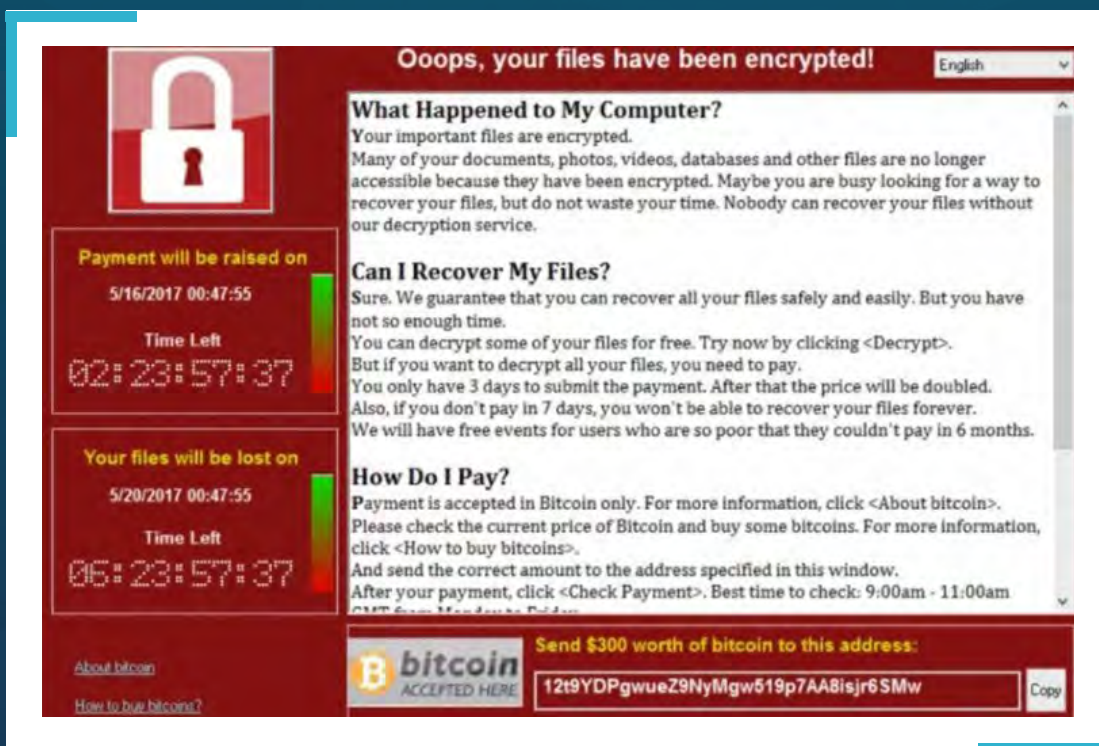 Ooops, your files have been encrypted!
English
What Happened to My Computer?
Your important files are encrypted.
Many of your documents, photos, videos, databases and other files are no longer
accessible because they have been encrypted. Maybe you are busy looking for a way to
recover your files, but do not waste your time. Nobody can recover your files without
our decryption service.
Can I Recover My Files?
Sure. We guarantee that you can recover all your files safely and easily. But you have
not so enough time.
You can decrypt some of your files for free. Try now by clicking <Decrypt>.
But if you want to decrypt all your files, you need to pay.
You only have 3 days to submit the payment. After that the price will be doubled.
Also, if you don't pay in 7 days, you won't be able to recover your files forever.
We will have free events for users who are so poor that they couldn't pay in 6 months.
How Do I Pay?
Payment is accepted in Bitcoin only. For more information, click <About bitcoin>.
Please check the current price of Bitcoin and buy some bitcoins. For more information,
click <How to buy bitcoins>.
And send the correct amount to the address specified in this window.
After your payment, click <Check Payment>. Best time to check: 9:00am - 11:00am
GMT from Monday to Friday
Payment will be raised on
5/16/2017 00:47:55
Time Left
02:23:57:37
Your files will be lost on
5/20/2017 00:47:55
Time Left
06:23:57:37
About bitcoin
How to buy bitcoins?
bitcoin
ACCEPTED HERE
Send $300 worth of bitcoin to this address:
12t9YDPgwueZ9NyMgw519p7AA8isjr6SMw
Copy